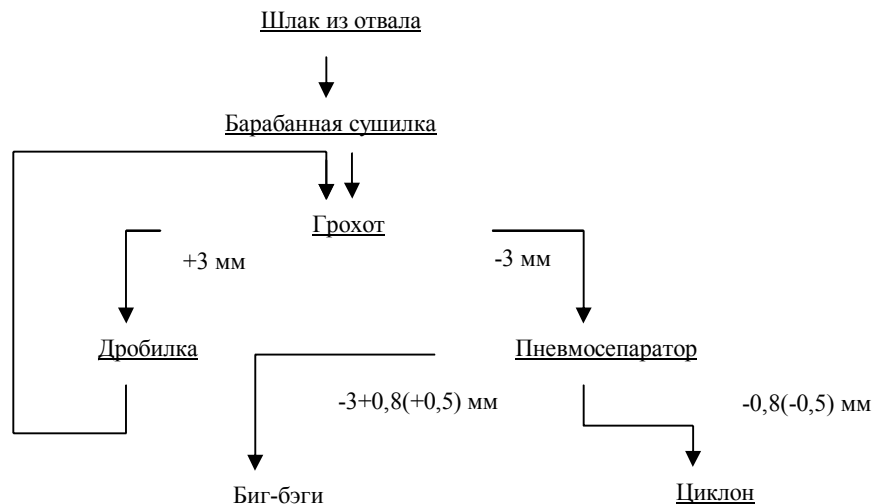 Шлак из отвала
Барабанная сушилка
Грохот
+3 мм
-3 мм
Дробилка
Пневмосепаратор
-3+0,8(+0,5) мм
-0,8(-0,5) мм
Биг-бэги
Циклон